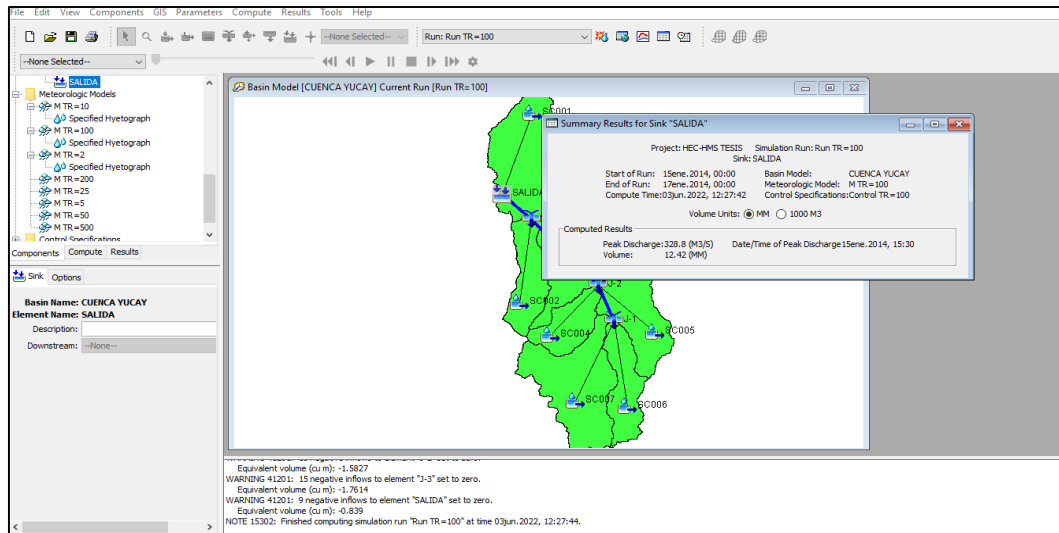 File Edit View Components GIS Parameters Compute Results Tools Help
--None Selected-- Run: Run TR=100
--None Selected--
SALIDA
Meteorologic Models
M TR=10
Specified Hyetograph
M TR=100
Specified Hyetograph
M TR=2
Specified Hyetograph
M TR=200
M TR=25
M TR=5
M TR=50
M TR=500
Control Specifications
Components Compute Results
Sink Options
Basin Name: CUENCA YUCAY
Element Name: SALIDA
Description:
Downstream: --None--
Basin Model [CUENCA YUCAY] Current Run [Run TR=100]
SC001
SALIDA
SC002
J-2
J-1
SC004
SC005
SC007
SC006
Summary Results for Sink "SALIDA"
Project: HEC-HMS TESIS Simulation Run: Run TR=100
Sink: SALIDA
Start of Run: 15ene.2014, 00:00 Basin Model: CUENCA YUCAY
End of Run: 17ene.2014, 00:00 Meteorologic Model: M TR=100
Compute Time:03jun.2022, 12:27:42 Control Specifications:Control TR=100
Volume Units: MM 1000 M3
Computed Results
Peak Discharge:328.8 (M3/S) Date/Time of Peak Discharge15ene.2014, 15:30
Volume: 12.42 (MM)
Equivalent volume (cu m): -1.5827
WARNING 41201: 15 negative inflows to element "J-3" set to zero.
Equivalent volume (cu m): -1.7614
WARNING 41201: 9 negative inflows to element "SALIDA" set to zero.
Equivalent volume (cu m): -0.839
NOTE 15302: Finished computing simulation run "Run TR=100" at time 03jun.2022, 12:27:44.